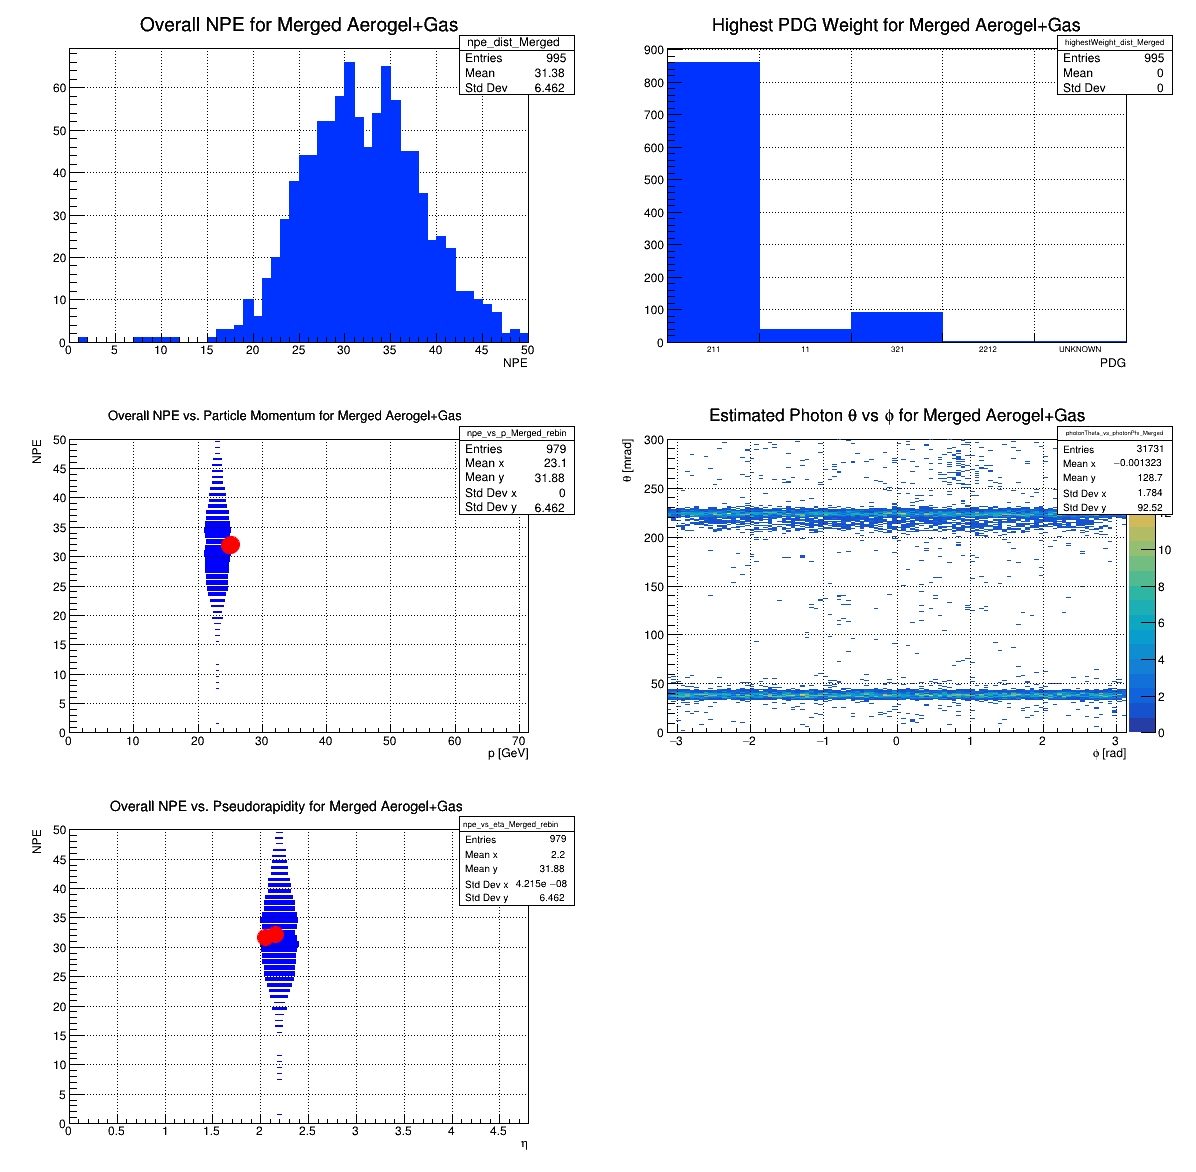 Overall NPE for Merged Aerogel+Gas
npe_dist_Merged
Entries 995
Mean 31.38
Std Dev 6.462
60
50
40
30
20
10
0
0 5 10 15 20 25 30 35 40 45 50
NPE
Highest PDG Weight for Merged Aerogel+Gas
highestWeight_dist_Merged
Entries 995
Mean 0
Std Dev 0
900
800
700
600
500
400
300
200
100
0
211 11 321 2212 UNKNOWN
PDG
Overall NPE vs. Particle Momentum for Merged Aerogel+Gas
npe_vs_p_Merged_rebin
Entries 979
Mean x 23.1
Mean y 31.88
Std Dev x 0
Std Dev y 6.462
NPE
50
45
40
35
30
25
20
15
10
5
0
0 10 20 30 40 50 60 70
p [GeV]
Estimated Photon θ vs ϕ for Merged Aerogel+Gas
photonTheta_vs_photonPhi_Merged
Entries 31731
Mean x −0.001323
Mean y 128.7
Std Dev x 1.784
Std Dev y 92.52
θ [mrad]
300
250
200
150
100
50
0
−3 −2 −1 0 1 2 3
ϕ [rad]
12
10
8
6
4
2
0
Overall NPE vs. Pseudorapidity for Merged Aerogel+Gas
npe_vs_eta_Merged_rebin
Entries 979
Mean x 2.2
Mean y 31.88
Std Dev x 4.215e −08
Std Dev y 6.462
NPE
50
45
40
35
30
25
20
15
10
5
0
0 0.5 1 1.5 2 2.5 3 3.5 4 4.5
η